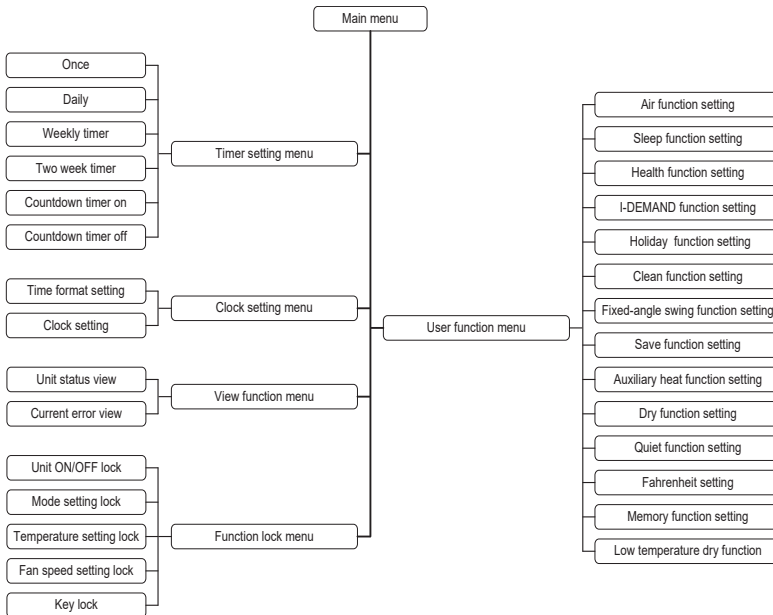 Main menu
Once
Daily
Weekly timer
Two week timer
Countdown timer on
Countdown timer off
Timer setting menu
Time format setting
Clock setting
Clock setting menu
Unit status view
Current error view
View function menu
Unit ON/OFF lock
Mode setting lock
Temperature setting lock
Fan speed setting lock
Key lock
Function lock menu
User function menu
Air function setting
Sleep function setting
Health function setting
I-DEMAND function setting
Holiday function setting
Clean function setting
Fixed-angle swing function setting
Save function setting
Auxiliary heat function setting
Dry function setting
Quiet function setting
Fahrenheit setting
Memory function setting
Low temperature dry function